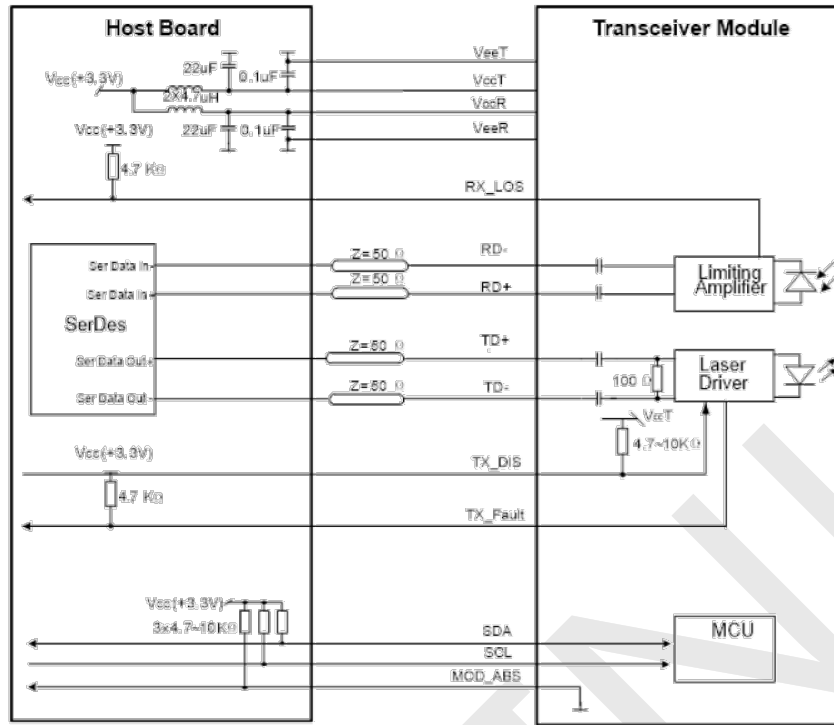 Host Board
Transceiver Module
VeeT
22uF
0.1uF
Vcc(+3.3V)
VccT
2X4.7uH
VccR
22uF
0.1uF
VeeR
Vcc(+3.3V)
4.7 KΩ
RX_LOS
Z=50 Ω
RD-
Ser Data In-
Z=50 Ω
RD+
Ser Data In+
Limiting
Amplifier
SerDes
Z=50 Ω
TD+
Ser Data Out+
100 Ω
Laser
Driver
Z=50 Ω
TD-
Ser Data Out-
VccT
4.7~10KΩ
Vcc(+3.3V)
TX_DIS
4.7 KΩ
TX_Fault
Vcc(+3.3V)
3x4.7~10KΩ
SDA
MCU
SCL
MOD_ABS